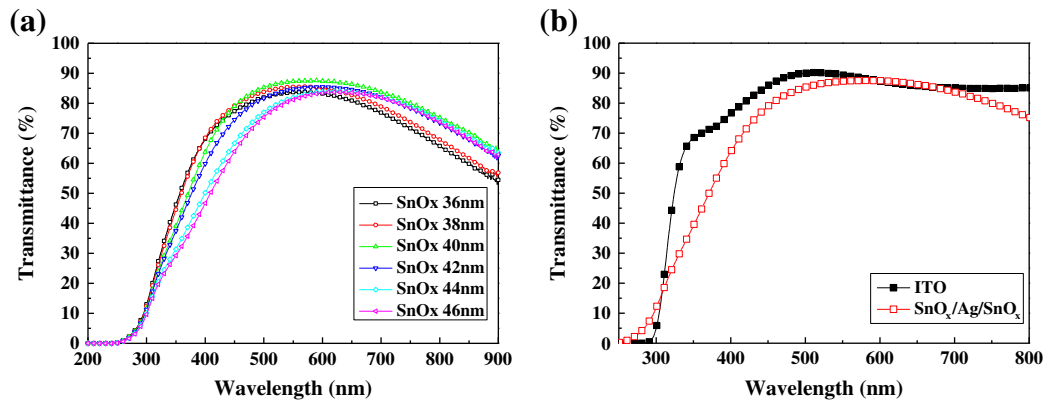 (a)
100
90
80
70
60
50
40
30
20
10
0
Transmittance (%)
200 300 400 500 600 700 800 900
Wavelength (nm)
SnOx 36nm
SnOx 38nm
SnOx 40nm
SnOx 42nm
SnOx 44nm
SnOx 46nm
(b)
100
90
80
70
60
50
40
30
20
10
0
Transmittance (%)
300 400 500 600 700 800
Wavelength (nm)
ITO
SnOₓ/Ag/SnOₓ